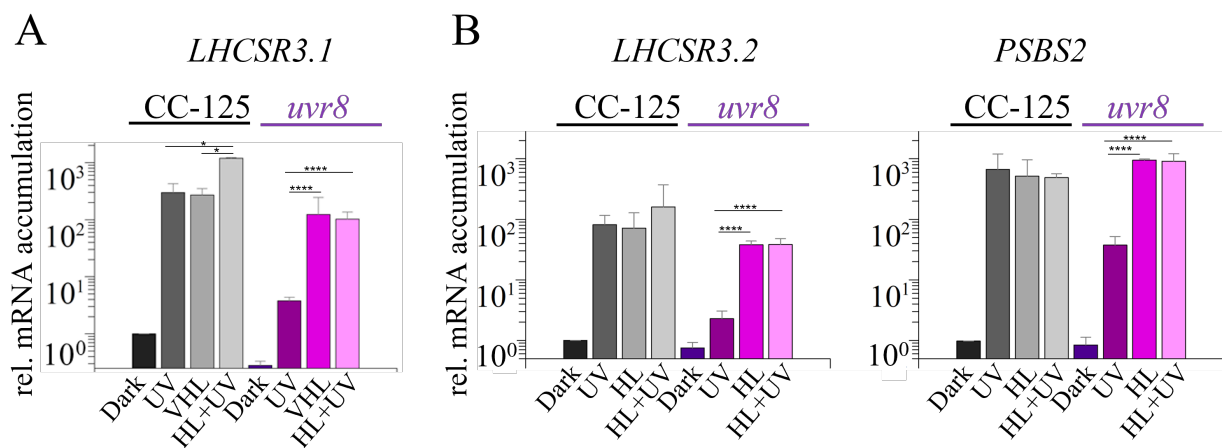 A
B
LHCSR3.1
LHCSR3.2
PSBS2
CC-125 uvr8
CC-125 uvr8
CC-125 uvr8
rel. mRNA accumulation
10³
10²
10¹
10⁰
* * **** ****
Dark UV VHL HL+UV Dark UV VHL HL+UV
rel. mRNA accumulation
10³
10²
10¹
10⁰
**** ****
Dark UV HL HL+UV Dark UV HL HL+UV
10³
10²
10¹
10⁰
**** ****
Dark UV HL HL+UV Dark UV HL HL+UV